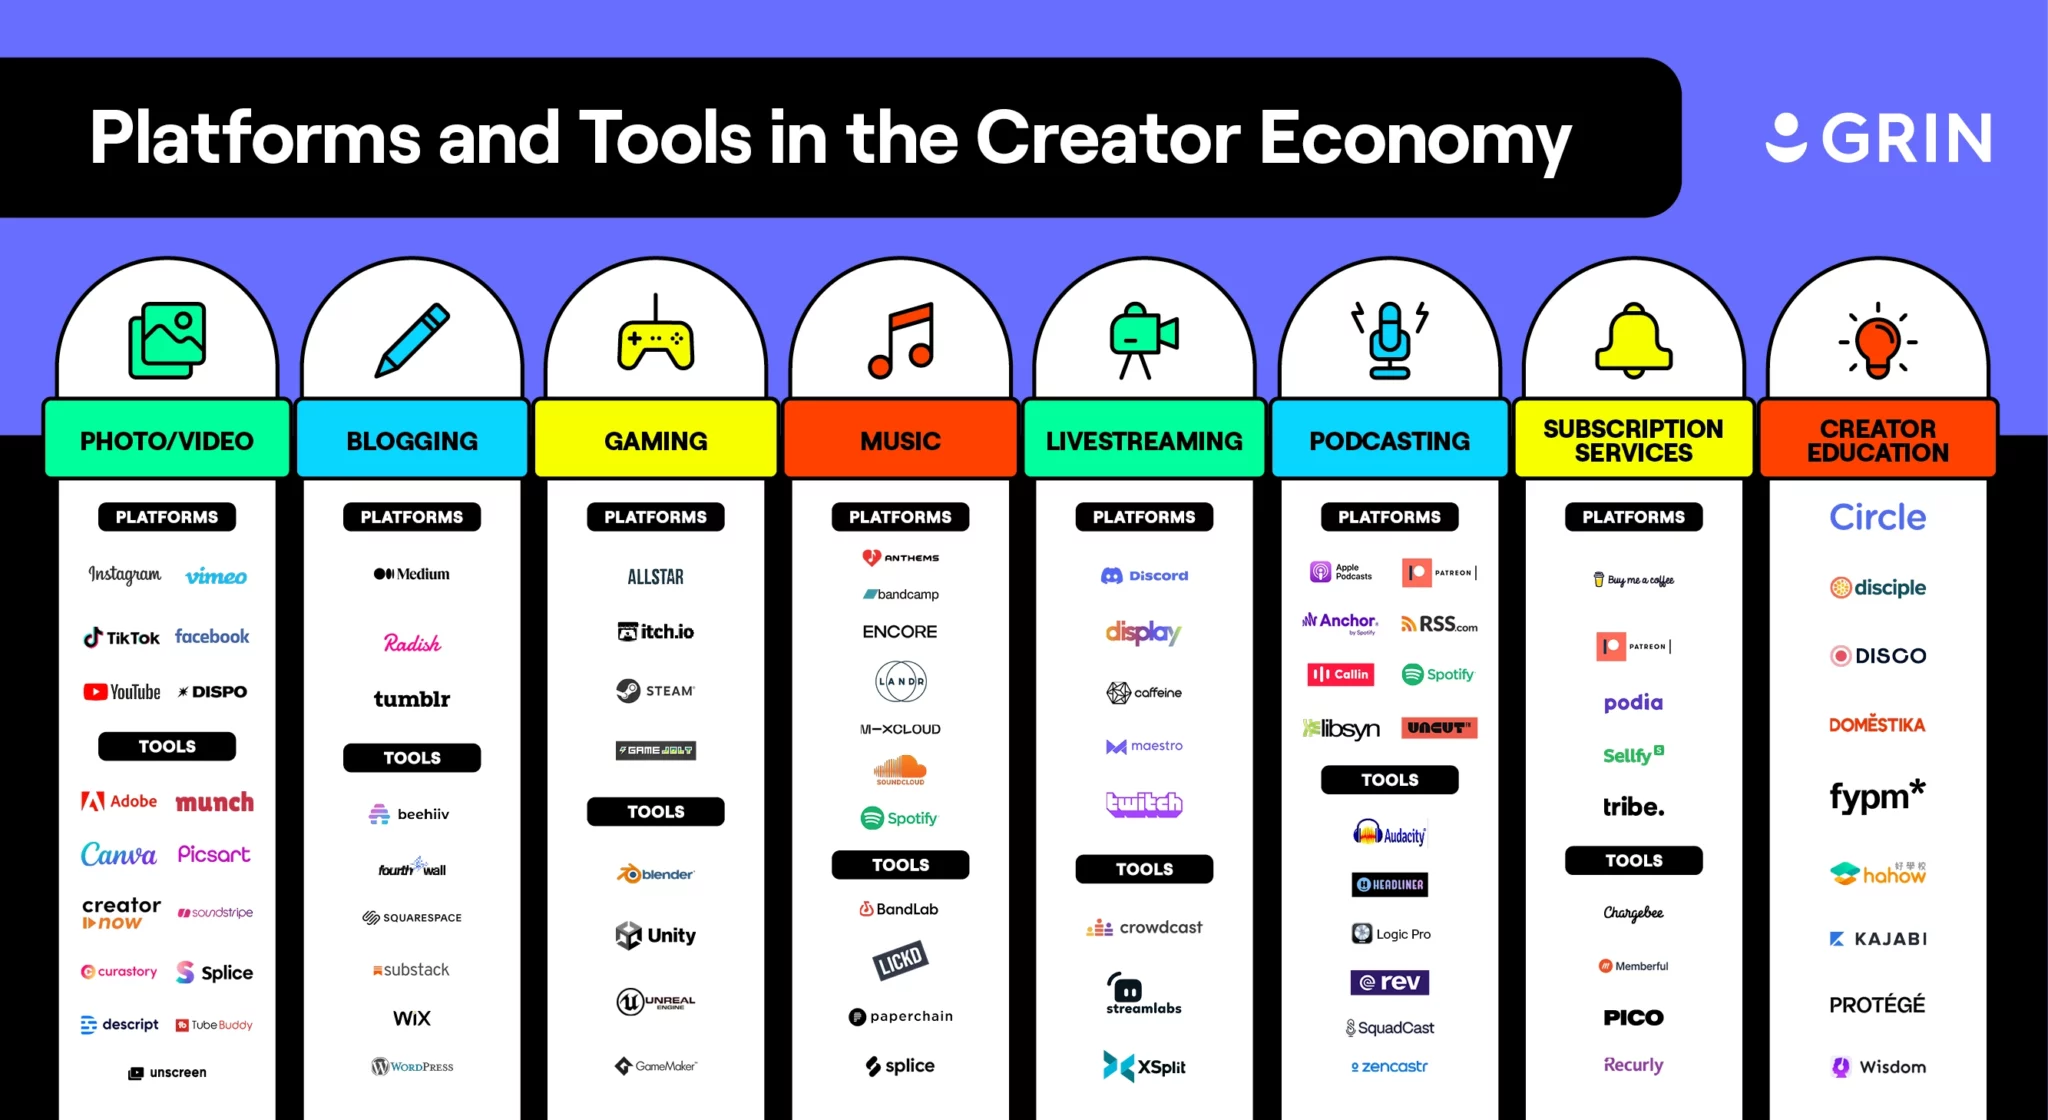 Platforms and Tools in the Creator Economy
GRIN
PHOTO/VIDEO
PLATFORMS
Instagram
vimeo
TikTok
facebook
YouTube
DISPO
TOOLS
Adobe
munch
Canva
Picsart
creator
now
soundstripe
curastory
Splice
descript
TubeBuddy
unscreen
BLOGGING
PLATFORMS
Medium
Radish
tumblr
TOOLS
beehiiv
fourthwall
SQUARESPACE
substack
WiX
WORDPRESS
GAMING
PLATFORMS
ALLSTAR
itch.io
STEAM
GAME JOLT
TOOLS
blender
Unity
UNREAL
ENGINE
GameMaker™
MUSIC
PLATFORMS
ANTHEMS
bandcamp
ENCORE
LANDR
M–XCLOUD
SOUNDCLOUD
Spotify
TOOLS
BandLab
LICKD
paperchain
splice
LIVESTREAMING
PLATFORMS
Discord
display
caffeine
maestro
twitch
TOOLS
crowdcast
streamlabs
XSplit
PODCASTING
PLATFORMS
Apple
Podcasts
PATREON
Anchor
by Spotify
RSS.com
Callin
Spotify
libsyn
UNCUT
TOOLS
Audacity
HEADLINER
Logic Pro
rev
SquadCast
zencastr
SUBSCRIPTION
SERVICES
PLATFORMS
Buy me a coffee
PATREON
podia
Sellfy S
tribe.
TOOLS
Chargebee
Memberful
PICO
Recurly
CREATOR
EDUCATION
Circle
disciple
DISCO
DOMĚSTIKA
fypm*
好學校
hahow
KAJABI
PROTÉGÉ
Wisdom